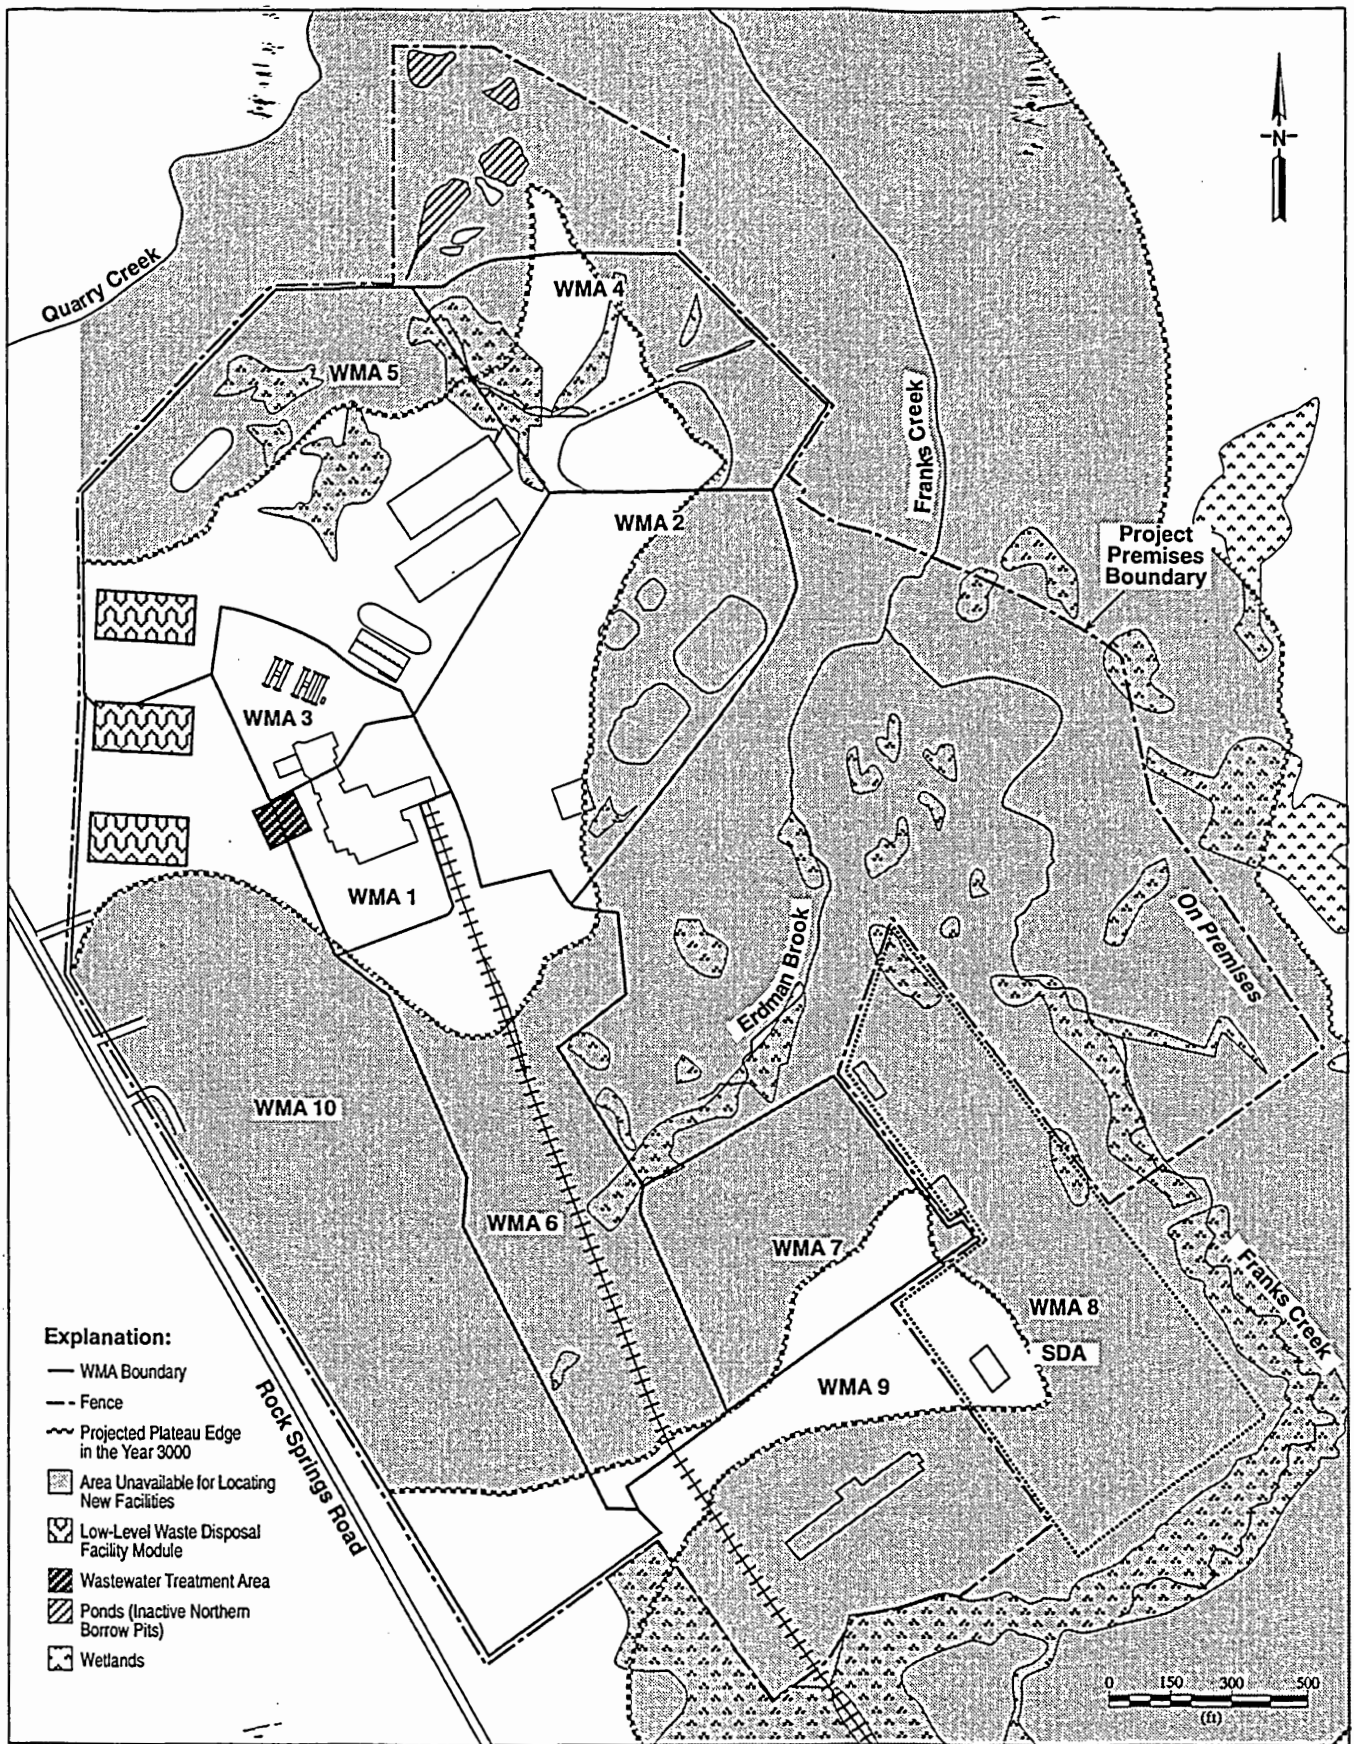 N
Quarry Creek
WMA 4
WMA 5
Franks Creek
WMA 2
Project
Premises
Boundary
WMA 3
WMA 1
On Premises
Erdman Brook
WMA 10
WMA 6
WMA 7
Franks Creek
WMA 8
SDA
WMA 9
Rock Springs Road
Explanation:
WMA Boundary
Fence
Projected Plateau Edge
in the Year 3000
Area Unavailable for Locating
New Facilities
Low-Level Waste Disposal
Facility Module
Wastewater Treatment Area
Ponds (Inactive Northern
Borrow Pits)
Wetlands
0 150 300 500
(ft)